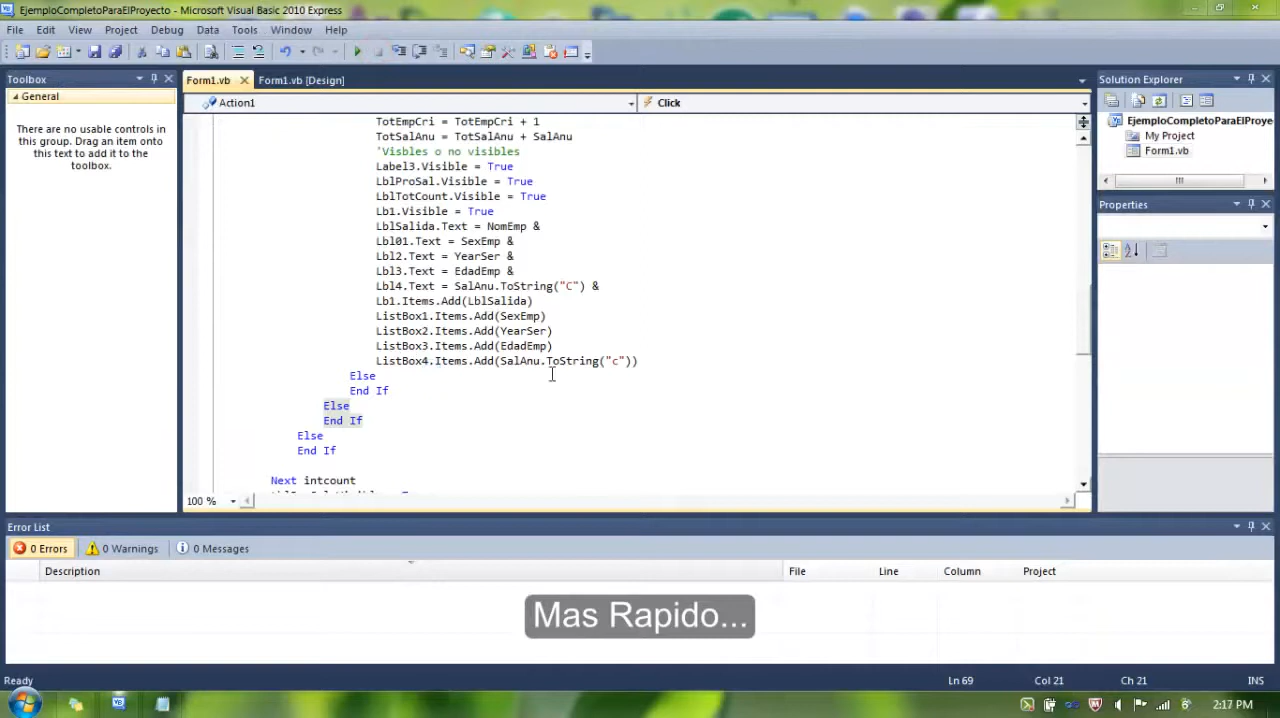 EjemploCompletoParaElProyecto - Microsoft Visual Basic 2010 Express
File Edit View Project Debug Data Tools Window Help
Toolbox
General
There are no usable controls in
this group. Drag an item onto
this text to add it to the
toolbox.
Form1.vb
Form1.vb [Design]
Action1
Click
TotEmpCri = TotEmpCri + 1
TotSalAnu = TotSalAnu + SalAnu
'Visbles o no visibles
Label3.Visible = True
LblProSal.Visible = True
LblTotCount.Visible = True
Lb1.Visible = True
LblSalida.Text = NomEmp &
Lbl01.Text = SexEmp &
Lbl2.Text = YearSer &
Lbl3.Text = EdadEmp &
Lbl4.Text = SalAnu.ToString("C") &
Lb1.Items.Add(LblSalida)
ListBox1.Items.Add(SexEmp)
ListBox2.Items.Add(YearSer)
ListBox3.Items.Add(EdadEmp)
ListBox4.Items.Add(SalAnu.ToString("c"))
Else
End If
Else
End If
Else
End If
Next intcount
100 %
Solution Explorer
EjemploCompletoParaElProye
My Project
Form1.vb
Properties
Error List
0 Errors 0 Warnings 0 Messages
Description File Line Column Project
Mas Rapido...
Ready Ln 69 Col 21 Ch 21 INS
2:17 PM